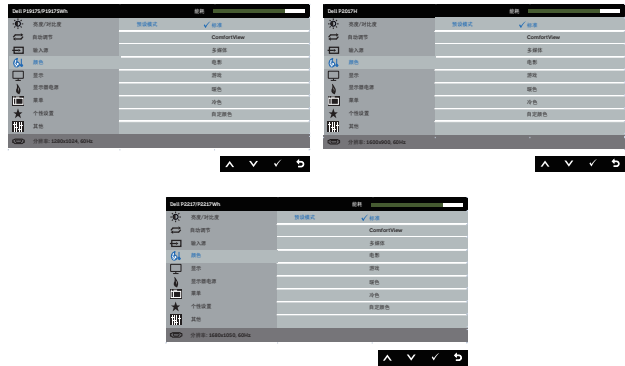 Dell P1917S/P1917SWh 能耗
亮度/对比度 预设模式 ✓ 标准
自动调节 ComfortView
输入源 多媒体
颜色 电影
显示 游戏
显示器电源 暖色
菜单 冷色
个性设置 自定颜色
其他
分辨率: 1280x1024, 60Hz
Dell P2017H 能耗
亮度/对比度 预设模式 ✓ 标准
自动调节 ComfortView
输入源 多媒体
颜色 电影
显示 游戏
显示器电源 暖色
菜单 冷色
个性设置 自定颜色
其他
分辨率: 1600x900, 60Hz
Dell P2217/P2217Wh 能耗
亮度/对比度 预设模式 ✓ 标准
自动调节 ComfortView
输入源 多媒体
颜色 电影
显示 游戏
显示器电源 暖色
菜单 冷色
个性设置 自定颜色
其他
分辨率: 1680x1050, 60Hz